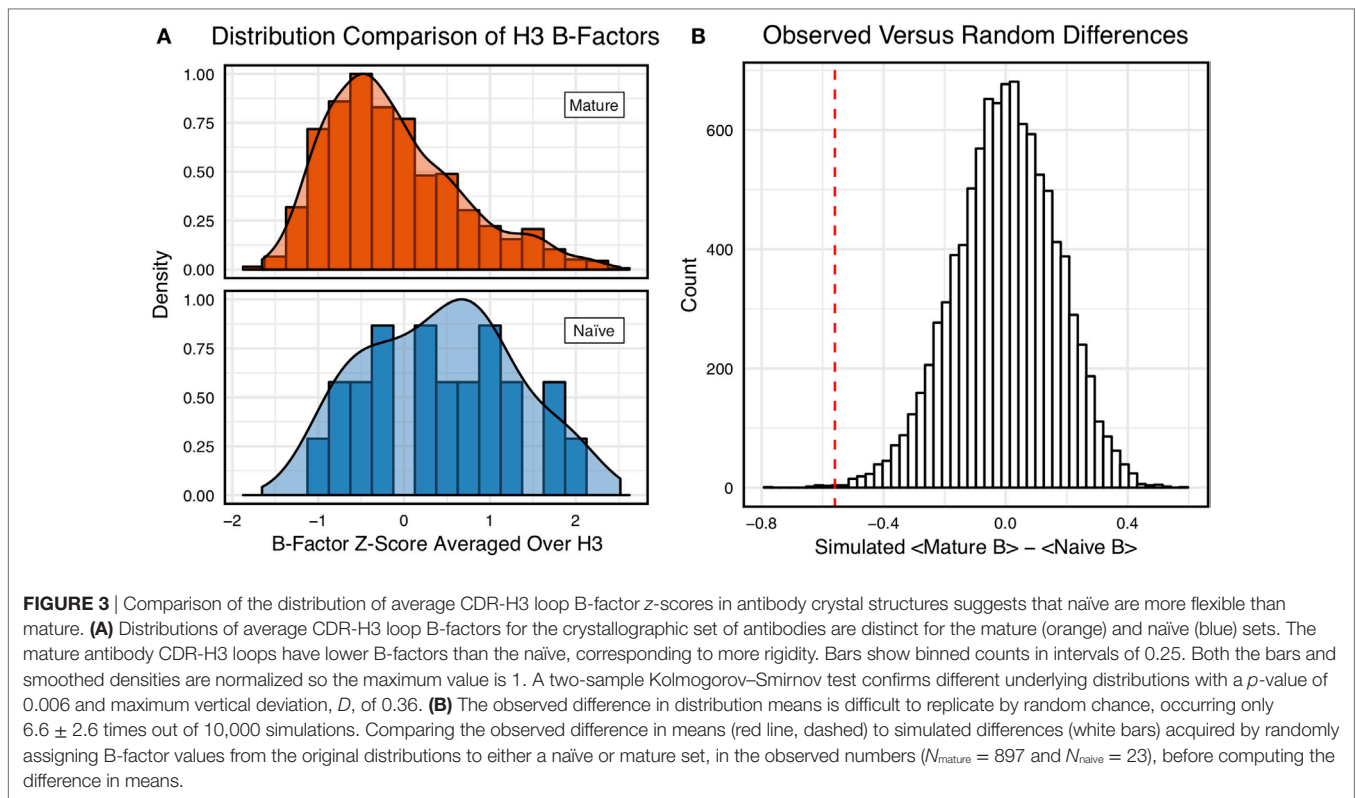 A Distribution Comparison of H3 B-Factors
Density
1.00
0.75
0.50
0.25
0.00
Mature
1.00
0.75
0.50
0.25
0.00
Naïve
−2 −1 0 1 2
B-Factor Z-Score Averaged Over H3
B Observed Versus Random Differences
Count
600
400
200
0
−0.8 −0.4 0.0 0.4
Simulated <Mature B> − <Naive B>
FIGURE 3 | Comparison of the distribution of average CDR-H3 loop B-factor z-scores in antibody crystal structures suggests that naïve are more flexible than
mature. (A) Distributions of average CDR-H3 loop B-factors for the crystallographic set of antibodies are distinct for the mature (orange) and naïve (blue) sets. The
mature antibody CDR-H3 loops have lower B-factors than the naïve, corresponding to more rigidity. Bars show binned counts in intervals of 0.25. Both the bars and
smoothed densities are normalized so the maximum value is 1. A two-sample Kolmogorov–Smirnov test confirms different underlying distributions with a p-value of
0.006 and maximum vertical deviation, D, of 0.36. (B) The observed difference in distribution means is difficult to replicate by random chance, occurring only
6.6 ± 2.6 times out of 10,000 simulations. Comparing the observed difference in means (red line, dashed) to simulated differences (white bars) acquired by randomly
assigning B-factor values from the original distributions to either a naïve or mature set, in the observed numbers (Nmature = 897 and Nnaive = 23), before computing the
difference in means.